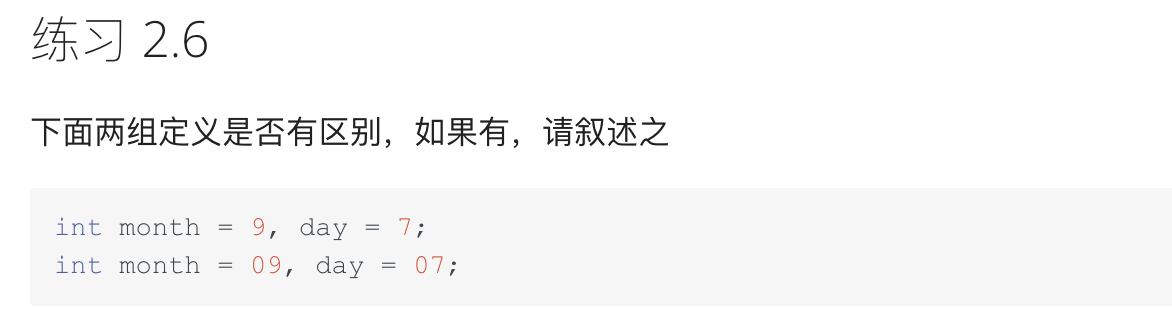 练习 2.6
下面两组定义是否有区别，如果有，请叙述之
int month = 9, day = 7;
int month = 09, day = 07;